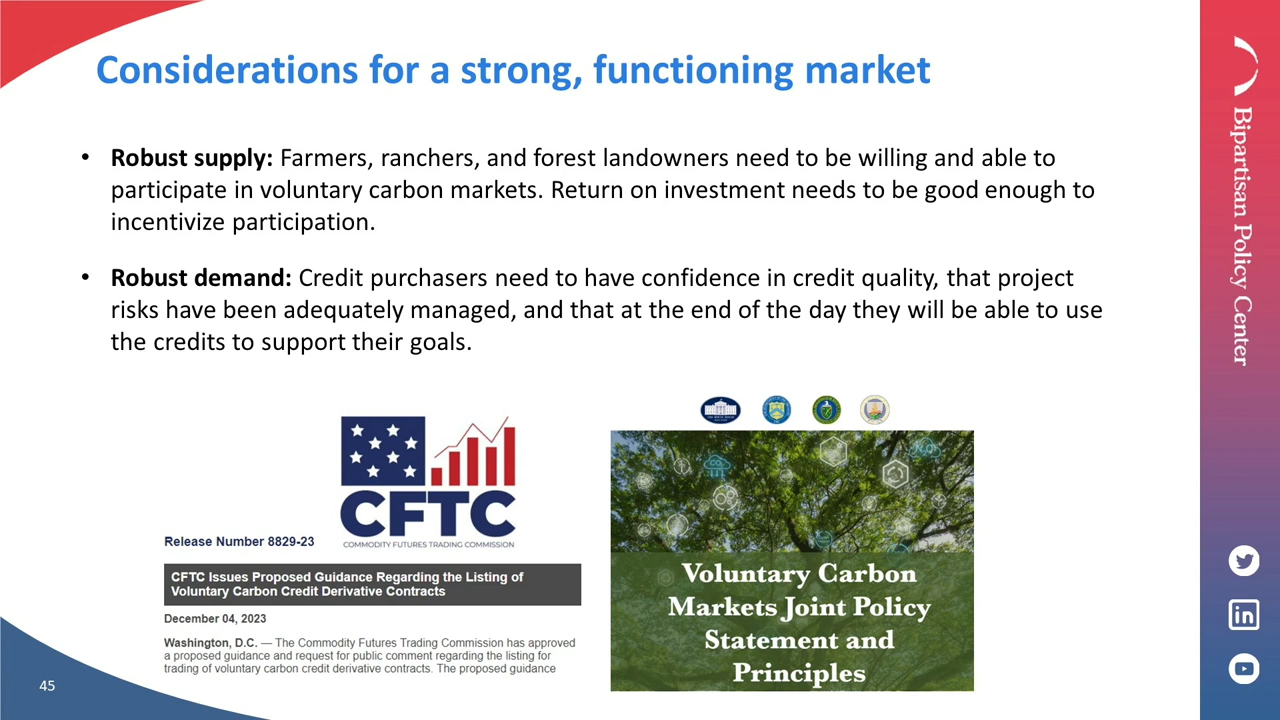 Considerations for a strong, functioning market
• Robust supply: Farmers, ranchers, and forest landowners need to be willing and able to
participate in voluntary carbon markets. Return on investment needs to be good enough to
incentivize participation.
• Robust demand: Credit purchasers need to have confidence in credit quality, that project
risks have been adequately managed, and that at the end of the day they will be able to use
the credits to support their goals.
CFTC
COMMODITY FUTURES TRADING COMMISSION
Release Number 8829-23
CFTC Issues Proposed Guidance Regarding the Listing of
Voluntary Carbon Credit Derivative Contracts
December 04, 2023
Washington, D.C. — The Commodity Futures Trading Commission has approved
a proposed guidance and request for public comment regarding the listing for
trading of voluntary carbon credit derivative contracts. The proposed guidance
CO₂
N₂O
Voluntary Carbon
Markets Joint Policy
Statement and
Principles
45
Bipartisan Policy Center
in